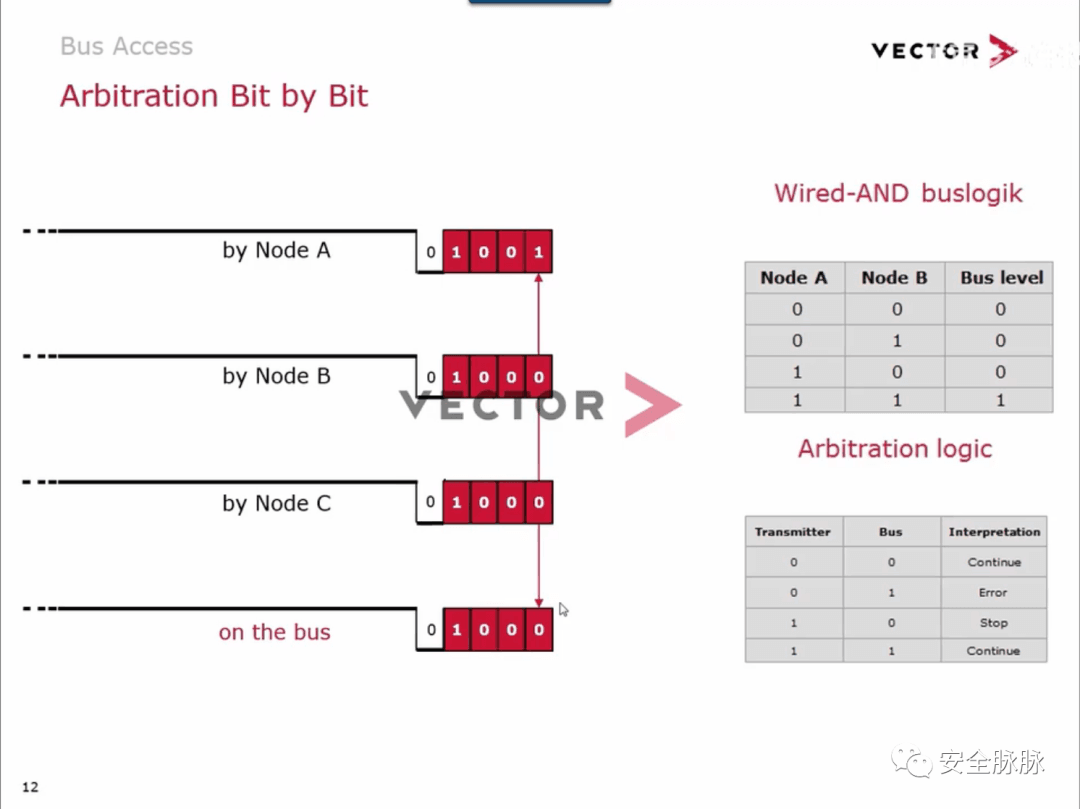 Bus Access
VECTOR
Arbitration Bit by Bit
Wired-AND buslogik
by Node A
0 1 0 0 1
Node A Node B Bus level
0 0 0
0 1 0
1 0 0
1 1 1
by Node B
0 1 0 0 0
VECTOR
Arbitration logic
by Node C
0 1 0 0 0
Transmitter Bus Interpretation
0 0 Continue
0 1 Error
1 0 Stop
1 1 Continue
on the bus
0 1 0 0 0
安全脉脉
12